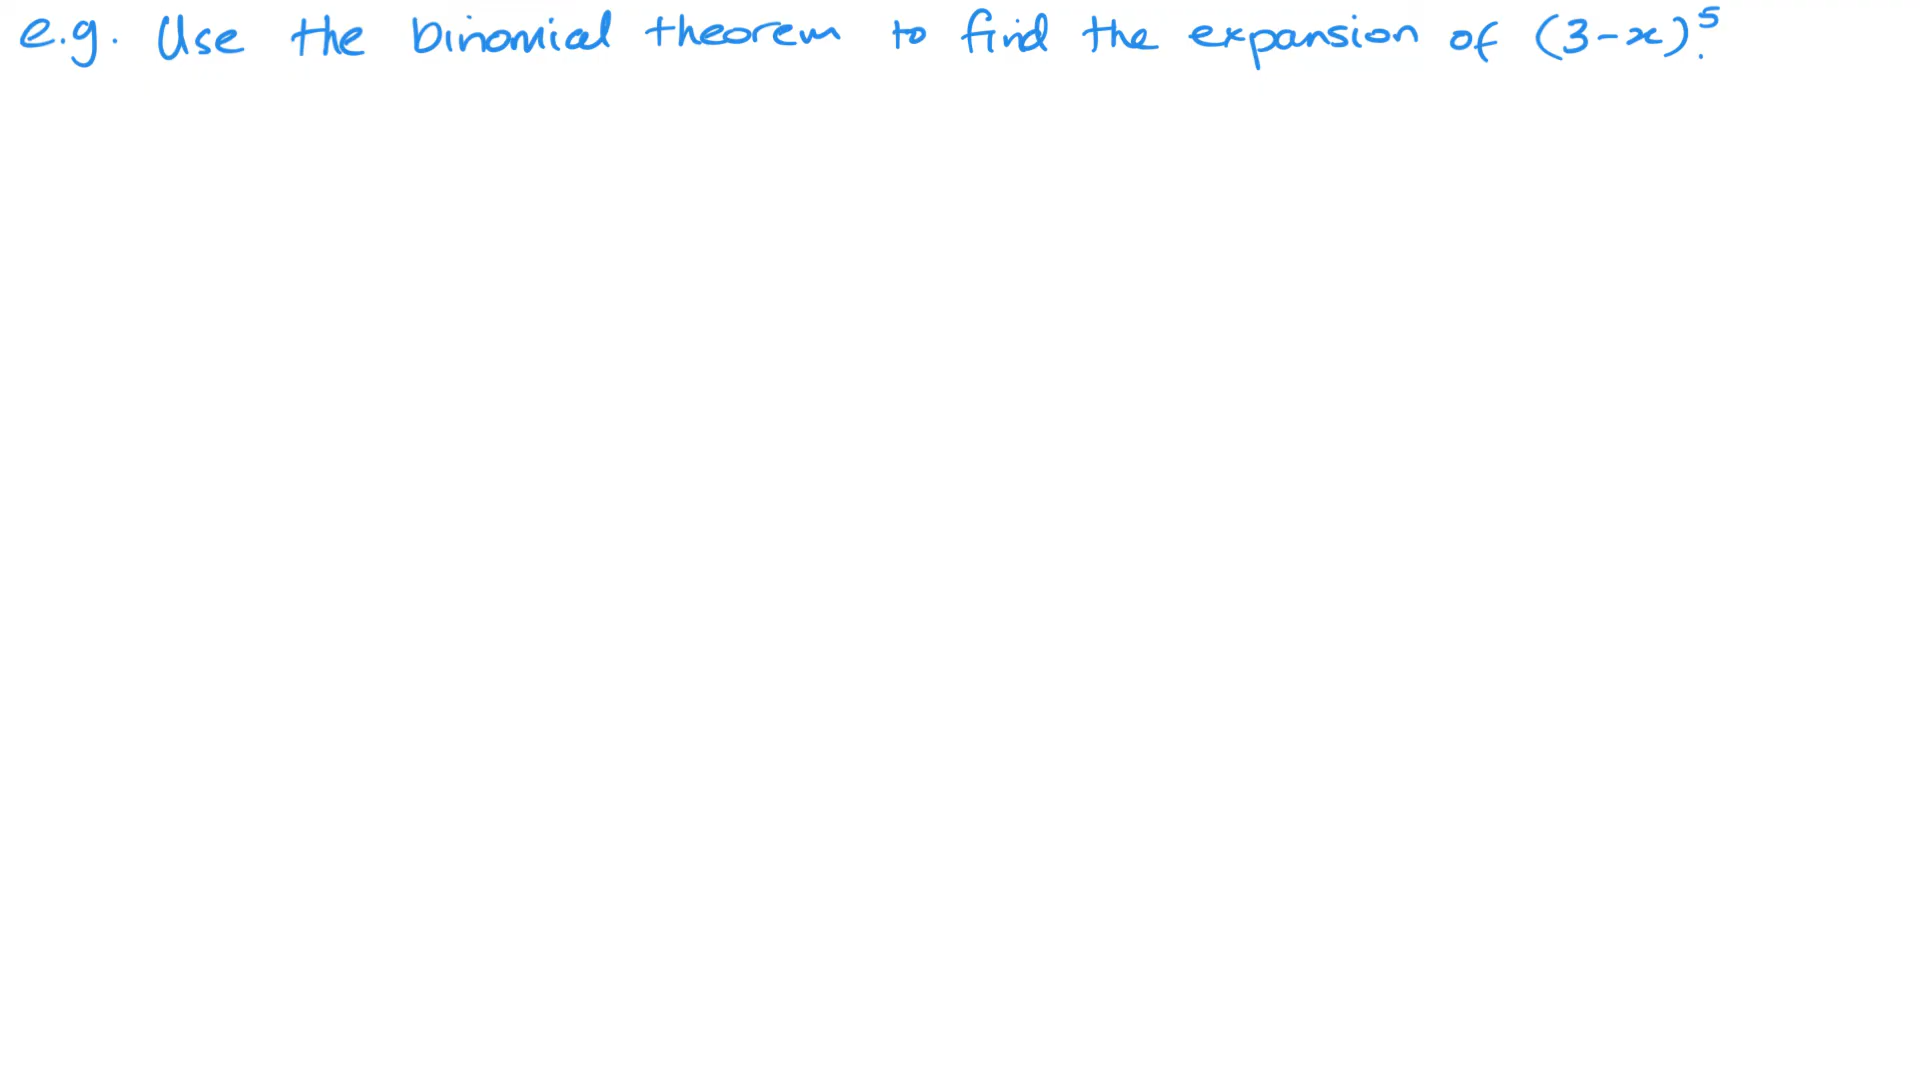 e.g. Use the binomial theorem to find the expansion of (3-x)⁵.